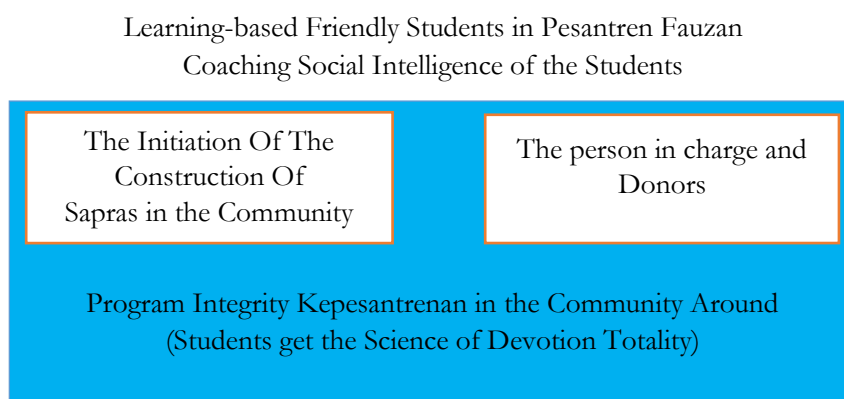 Learning-based Friendly Students in Pesantren Fauzan
Coaching Social Intelligence of the Students
The Initiation Of The
Construction Of
Sapras in the Community
The person in charge and
Donors
Program Integrity Kepesantrenan in the Community Around
(Students get the Science of Devotion Totality)